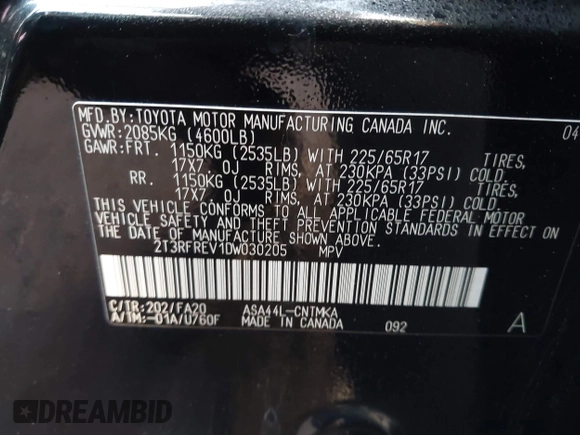 MFD.BY:TOYOTA MOTOR MANUFACTURING CANADA INC. 04
GVWR:2085KG (4600LB)
GAWR:FRT. 1150KG (2535LB) WITH 225/65R17 TIRES,
17X7 0J RIMS, AT 230KPA (33PSI) COLD.
RR. 1150KG (2535LB) WITH 225/65R17 TIRES,
17X7 0J RIMS, AT 230KPA (33PSI) COLD.
THIS VEHICLE CONFORMS TO ALL APPLICABLE FEDERAL MOTOR
VEHICLE SAFETY AND THEFT PREVENTION STANDARDS IN EFFECT ON
THE DATE OF MANUFACTURE SHOWN ABOVE.
2T3RFREV1DW030205 MPV
C/TR:202/FA20 ASA44L-CNTMKA
A/TM:-01A/U760F MADE IN CANADA 092 A
DREAMBID